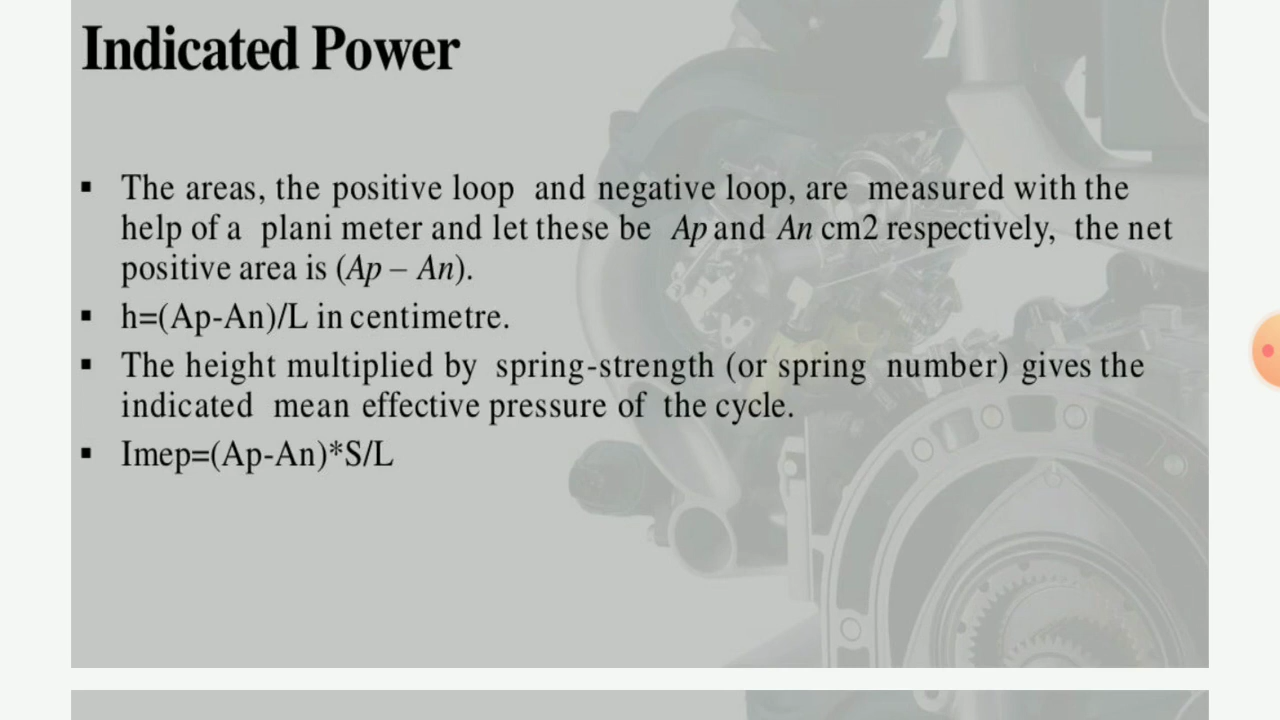 Indicated Power
▪ The areas, the positive loop and negative loop, are measured with the
help of a plani meter and let these be Ap and An cm2 respectively, the net
positive area is (Ap – An).
▪ h=(Ap-An)/L in centimetre.
▪ The height multiplied by spring-strength (or spring number) gives the
indicated mean effective pressure of the cycle.
▪ Imep=(Ap-An)*S/L